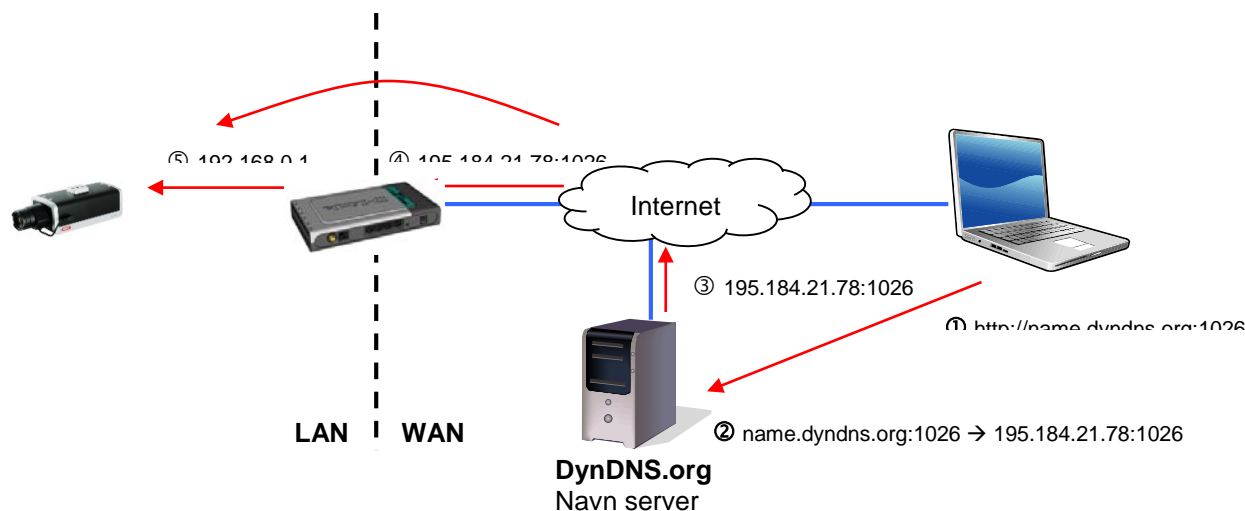 ⑤ 192.168.0.1
④ 195.184.21.78:1026
Internet
③ 195.184.21.78:1026
① http://name.dyndns.org:1026
LAN
WAN
② name.dyndns.org:1026 → 195.184.21.78:1026
DynDNS.org
Navn server